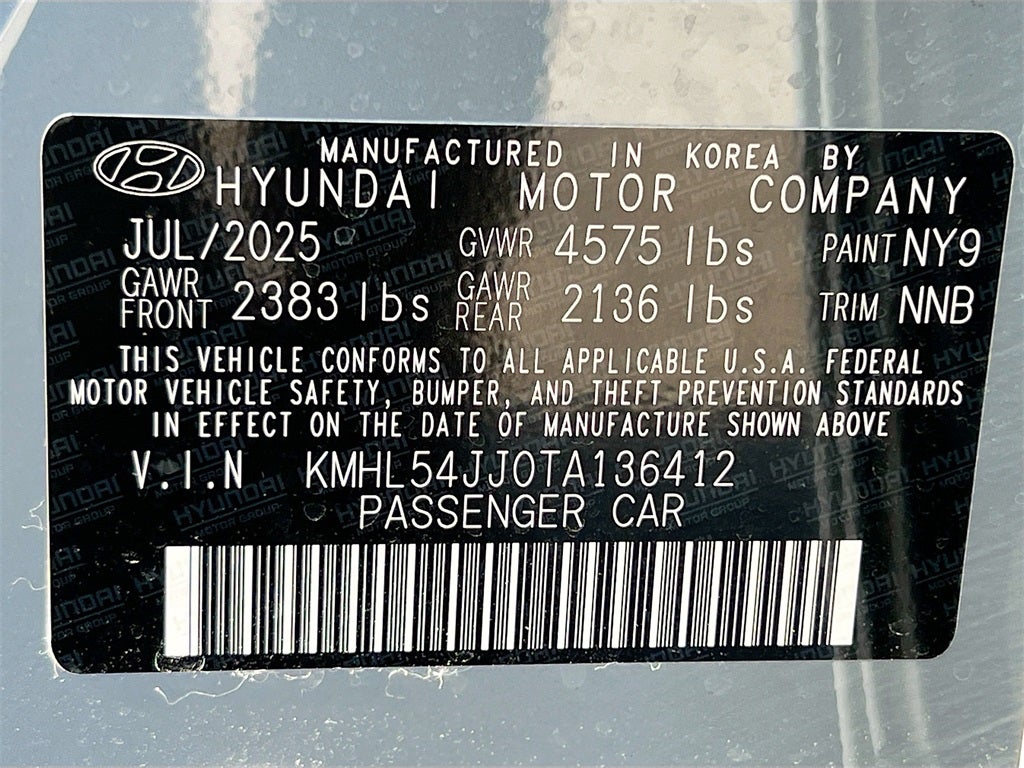 MANUFACTURED IN KOREA BY
HYUNDAI MOTOR COMPANY
JUL/2025 GVWR 4575 lbs PAINT NY9
GAWR FRONT 2383 lbs GAWR REAR 2136 lbs TRIM NNB
THIS VEHICLE CONFORMS TO ALL APPLICABLE U.S.A. FEDERAL
MOTOR VEHICLE SAFETY, BUMPER, AND THEFT PREVENTION STANDARDS
IN EFFECT ON THE DATE OF MANUFACTURE SHOWN ABOVE
V.I.N KMHL54JJ0TA136412
PASSENGER CAR